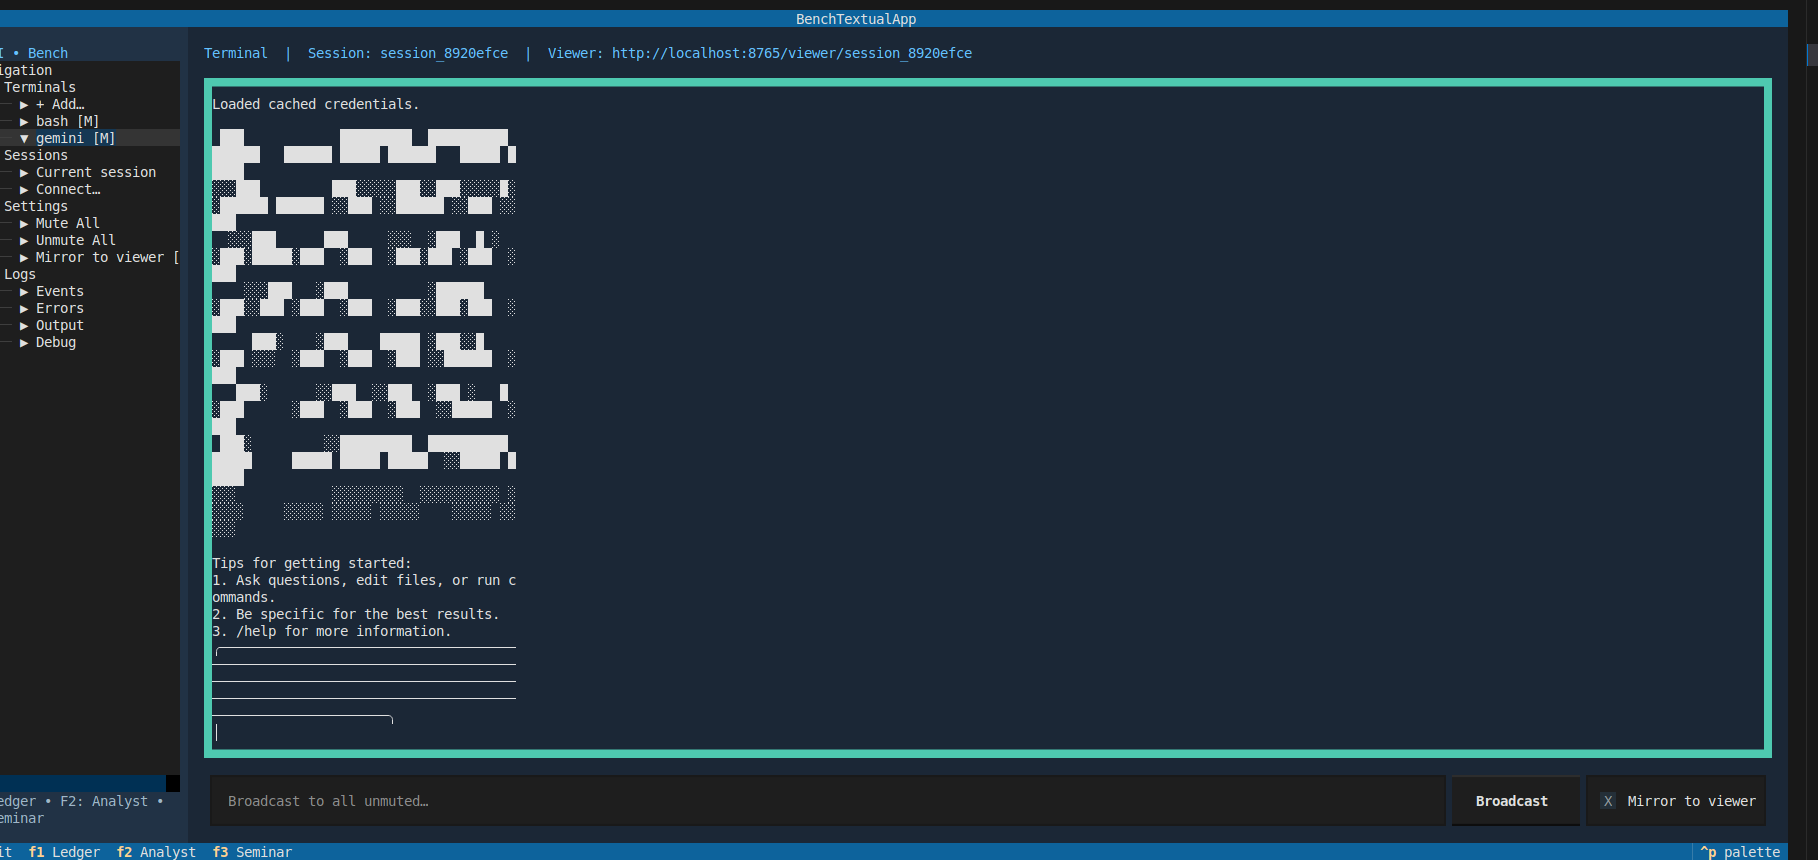 BenchTextualApp
I • Bench
Terminal | Session: session_8920efce | Viewer: http://localhost:8765/viewer/session_8920efce
igation
Terminals
▶ + Add…
▶ bash [M]
▼ gemini [M]
Sessions
▶ Current session
▶ Connect…
Settings
▶ Mute All
▶ Unmute All
▶ Mirror to viewer [
Logs
▶ Events
▶ Errors
▶ Output
▶ Debug
Loaded cached credentials.
Tips for getting started:
1. Ask questions, edit files, or run c
ommands.
2. Be specific for the best results.
3. /help for more information.
edger • F2: Analyst •
eminar
Broadcast to all unmuted…
Broadcast
X Mirror to viewer
it f1 Ledger f2 Analyst f3 Seminar
^p palette